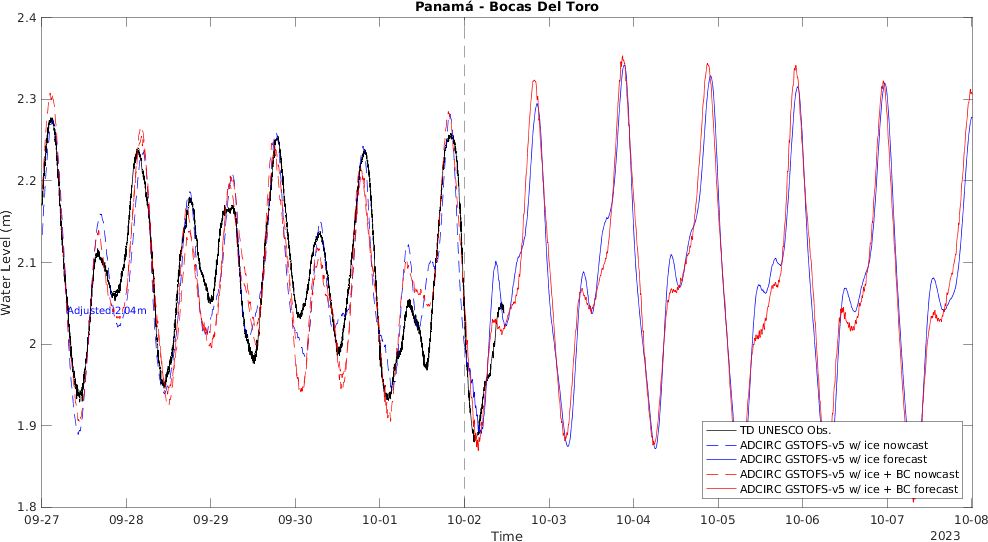 Panamá - Bocas Del Toro
Water Level (m)
2.4
2.3
2.2
2.1
2
1.9
1.8
Adjusted:2.04m
TD UNESCO Obs.
ADCIRC GSTOFS-v5 w/ ice nowcast
ADCIRC GSTOFS-v5 w/ ice forecast
ADCIRC GSTOFS-v5 w/ ice + BC nowcast
ADCIRC GSTOFS-v5 w/ ice + BC forecast
09-27 09-28 09-29 09-30 10-01 10-02 10-03 10-04 10-05 10-06 10-07 10-08
Time
2023